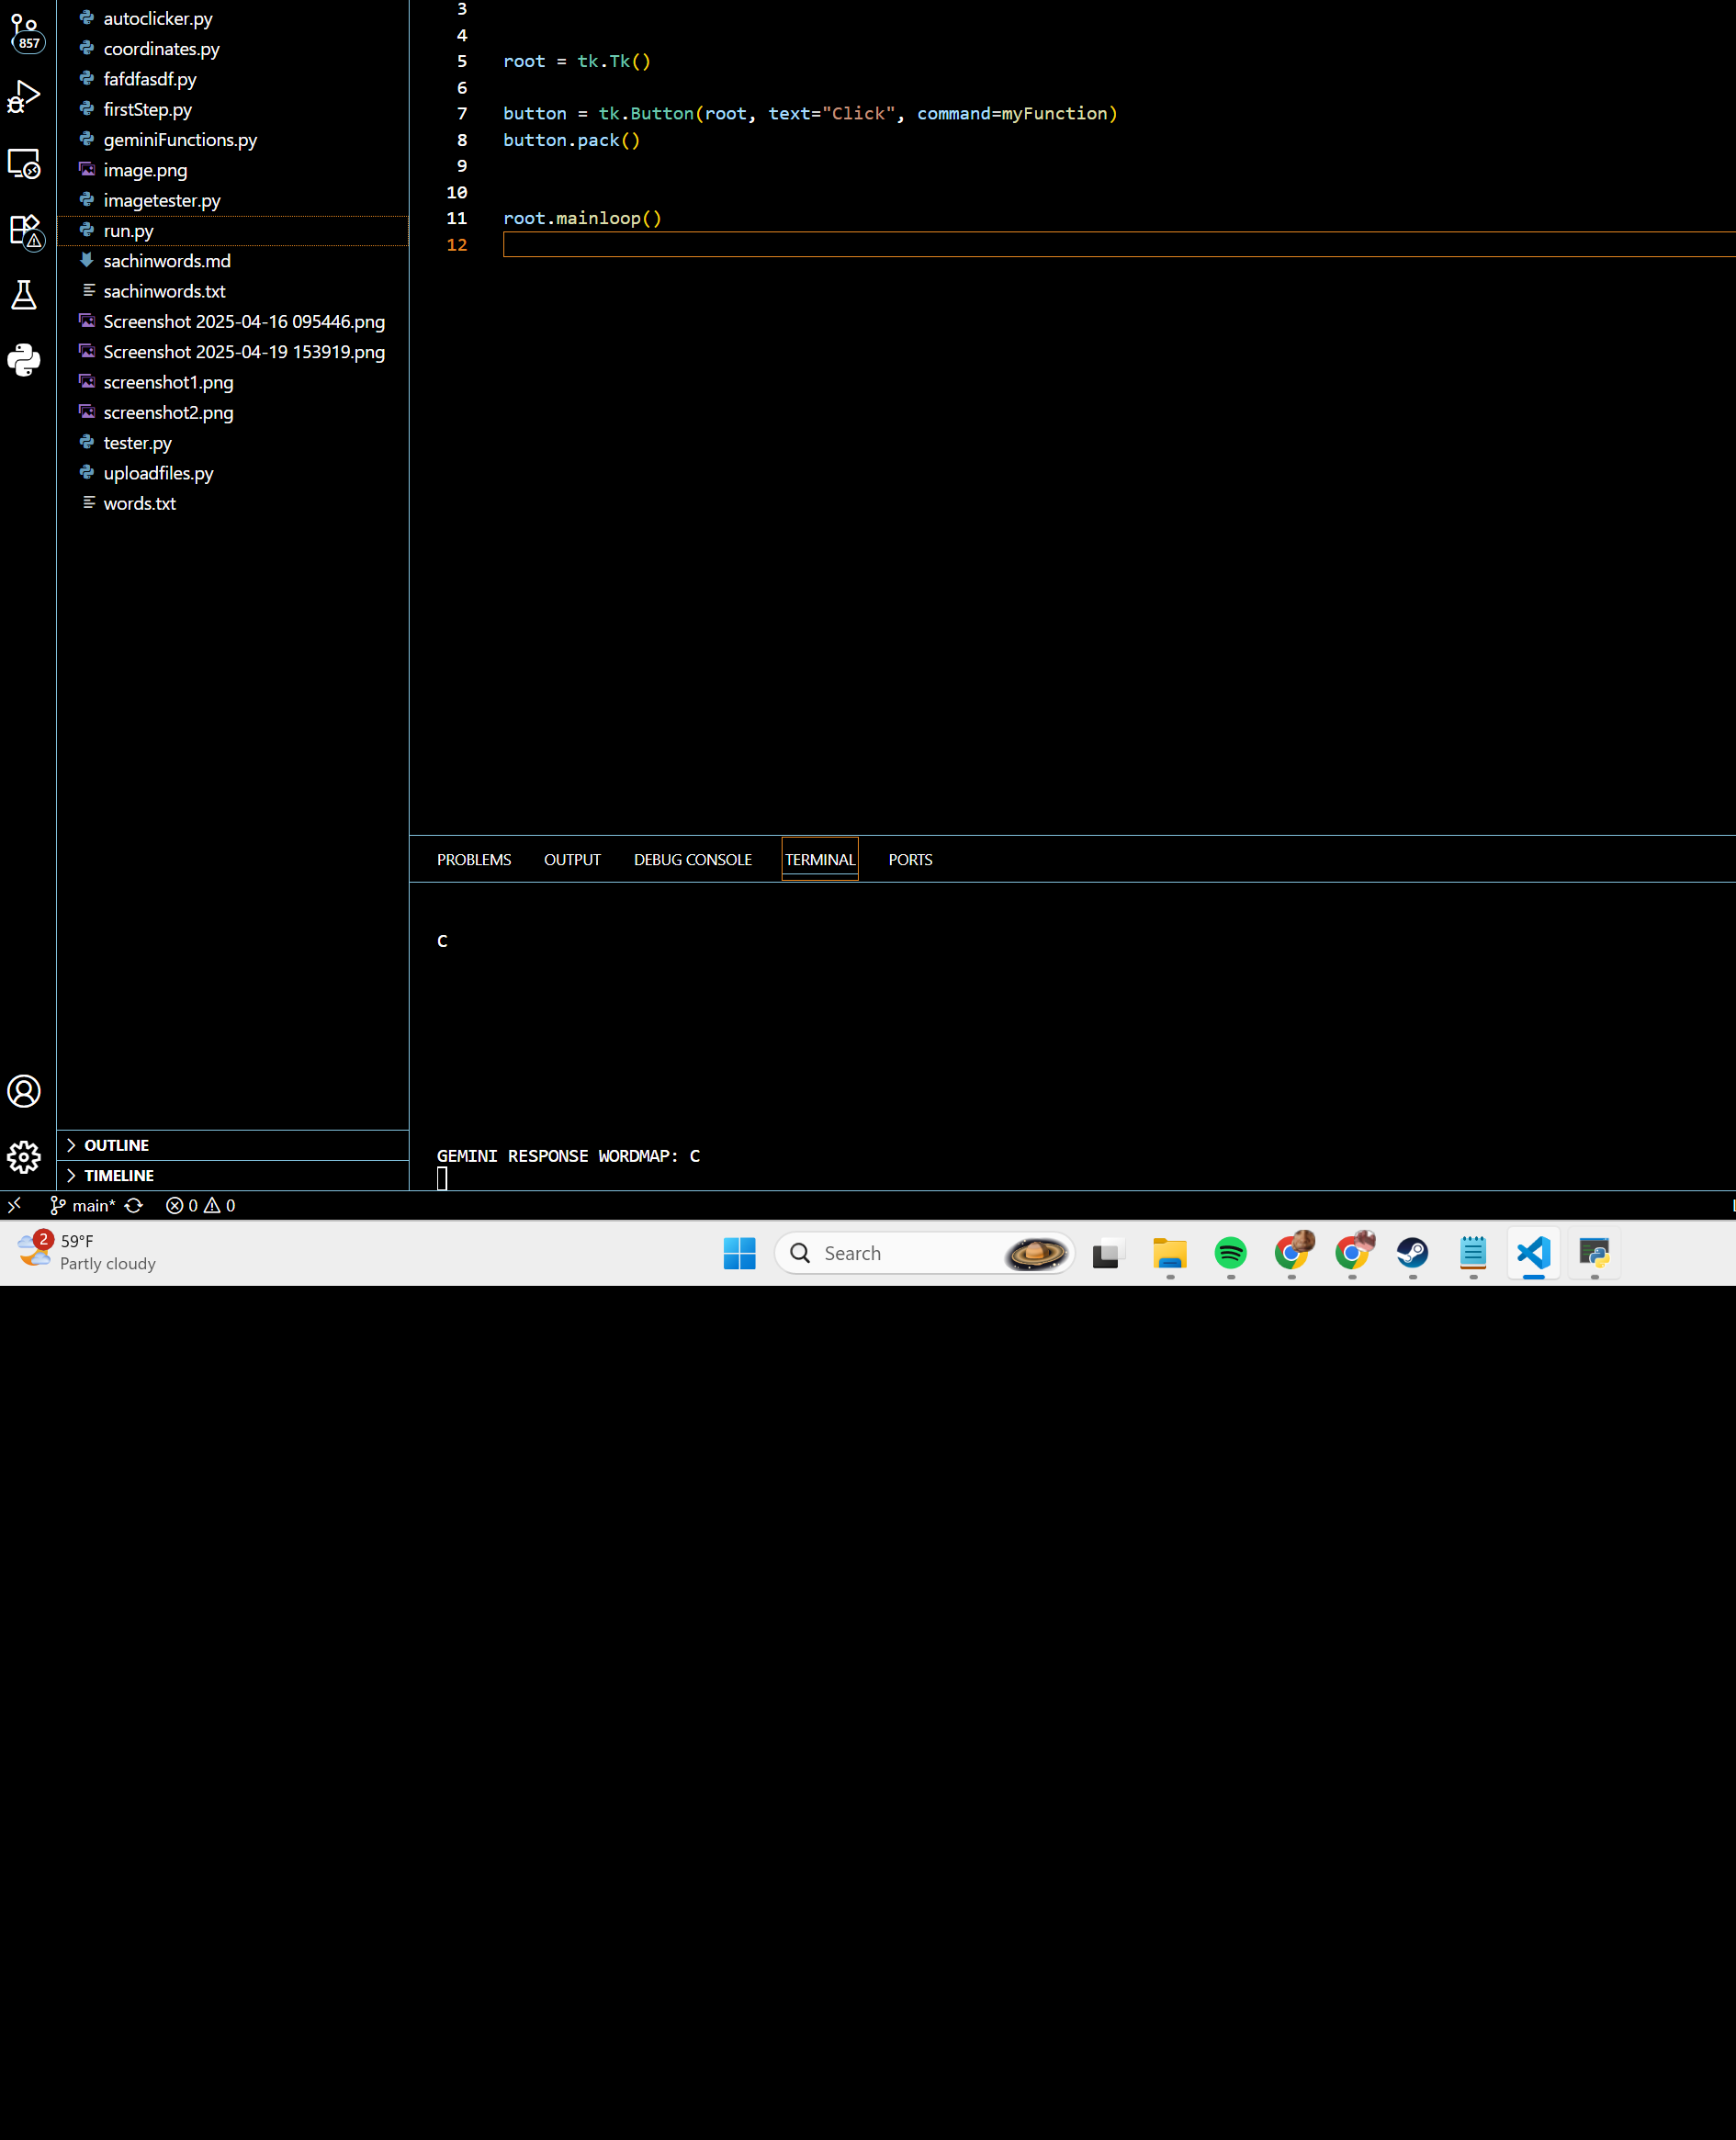 857
autoclicker.py
coordinates.py
fafdfasdf.py
firstStep.py
geminiFunctions.py
image.png
imagetester.py
run.py
sachinwords.md
sachinwords.txt
Screenshot 2025-04-16 095446.png
Screenshot 2025-04-19 153919.png
screenshot1.png
screenshot2.png
tester.py
uploadfiles.py
words.txt
OUTLINE
TIMELINE
3
4
5 root = tk.Tk()
6
7 button = tk.Button(root, text="Click", command=myFunction)
8 button.pack()
9
10
11 root.mainloop()
12
PROBLEMS OUTPUT DEBUG CONSOLE TERMINAL PORTS
C
GEMINI RESPONSE WORDMAP: C
main* 0 0
2 59°F
Partly cloudy
Search